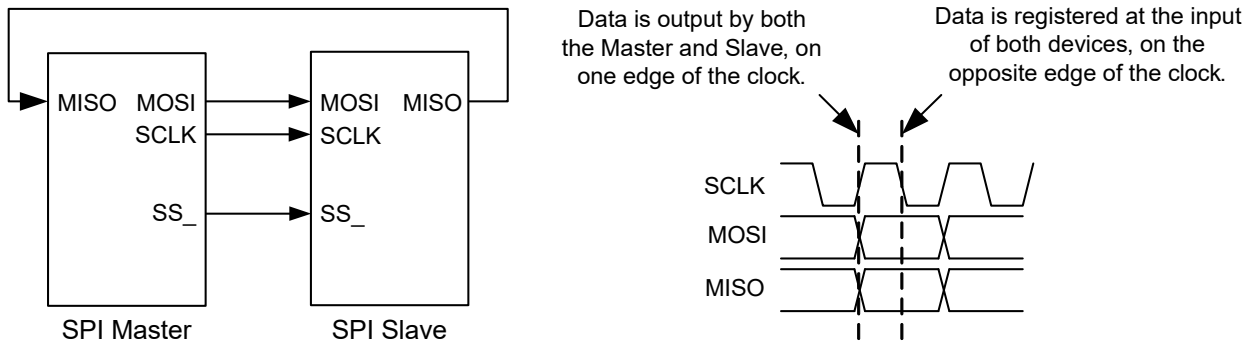 Data is output by both
the Master and Slave, on
one edge of the clock.
Data is registered at the input
of both devices, on the
opposite edge of the clock.
MISO MOSI
SCLK
SS_
SPI Master
MOSI MISO
SCLK
SS_
SPI Slave
SCLK
MOSI
MISO